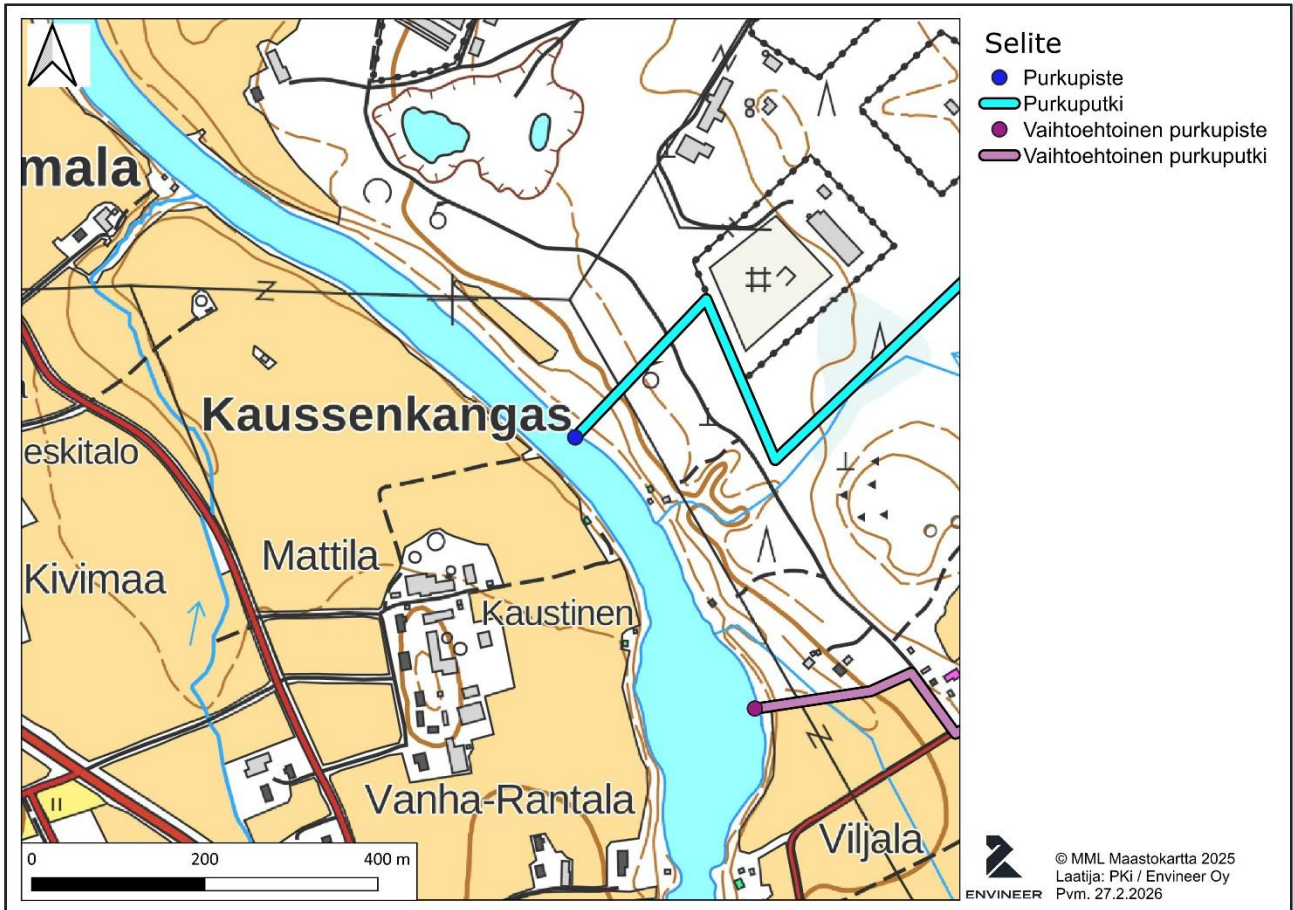 mala
Kaussenkangas
eskitalo
Mattila
Kivimaa
Kaustinen
Vanha-Rantala
Viljala
0 200 400 m
Selite
Purkupiste
Purkuputki
Vaihtoehtoinen purkupiste
Vaihtoehtoinen purkuputki
ENVINEER
© MML Maastokartta 2025
Laatija: PKi / Envineer Oy
Pvm. 27.2.2026